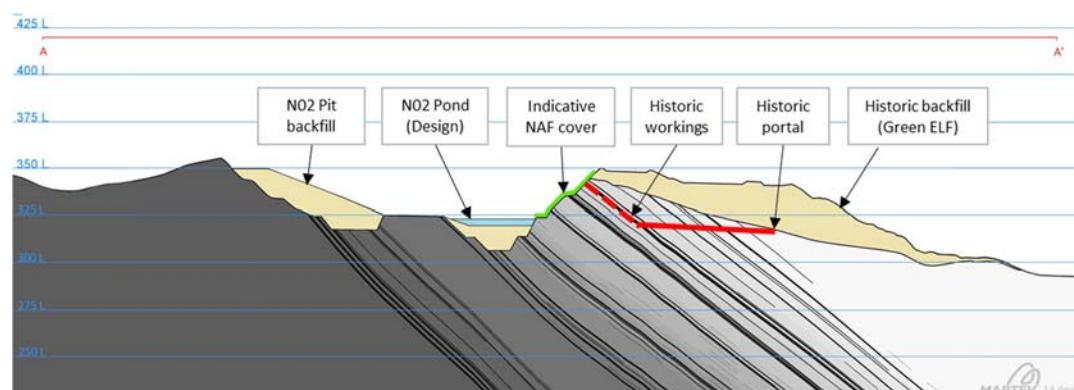 425 L
A
A'
400 L
N02 Pit
backfill
N02 Pond
(Design)
Indicative
NAF cover
Historic
workings
Historic
portal
Historic backfill
(Green ELF)
375 L
350 L
325 L
300 L
275 L
250 L